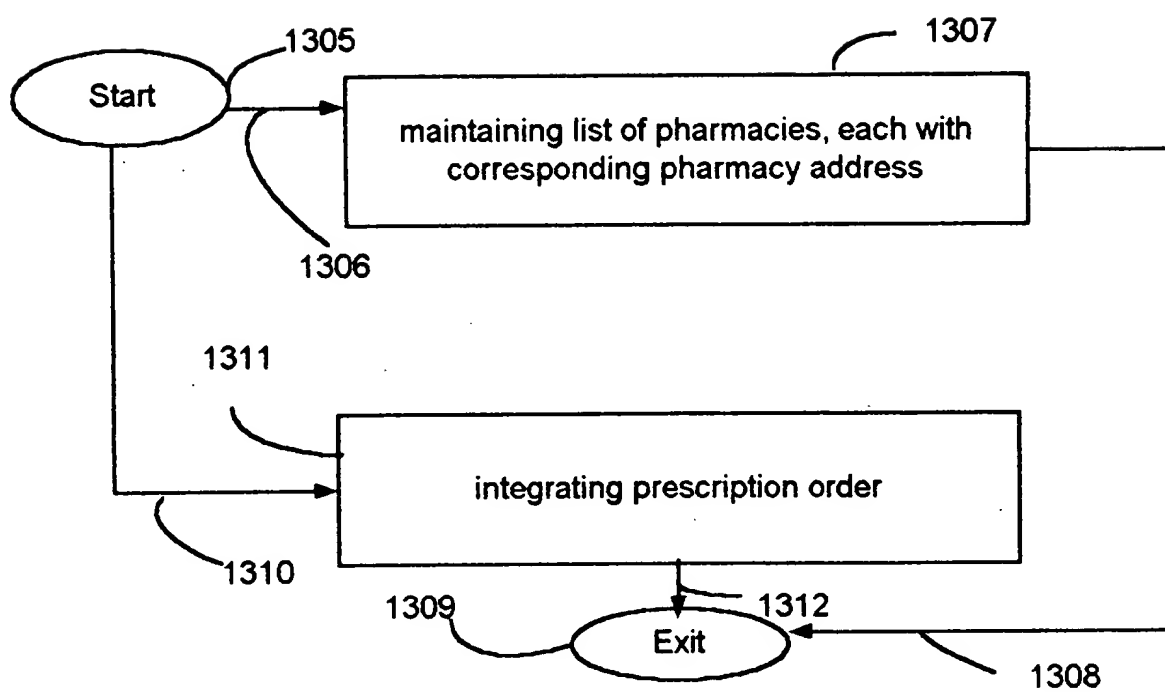 1305
1307
Start
maintaining list of pharmacies, each with
corresponding pharmacy address
1306
1311
integrating prescription order
1310
1309
1312
Exit
1308